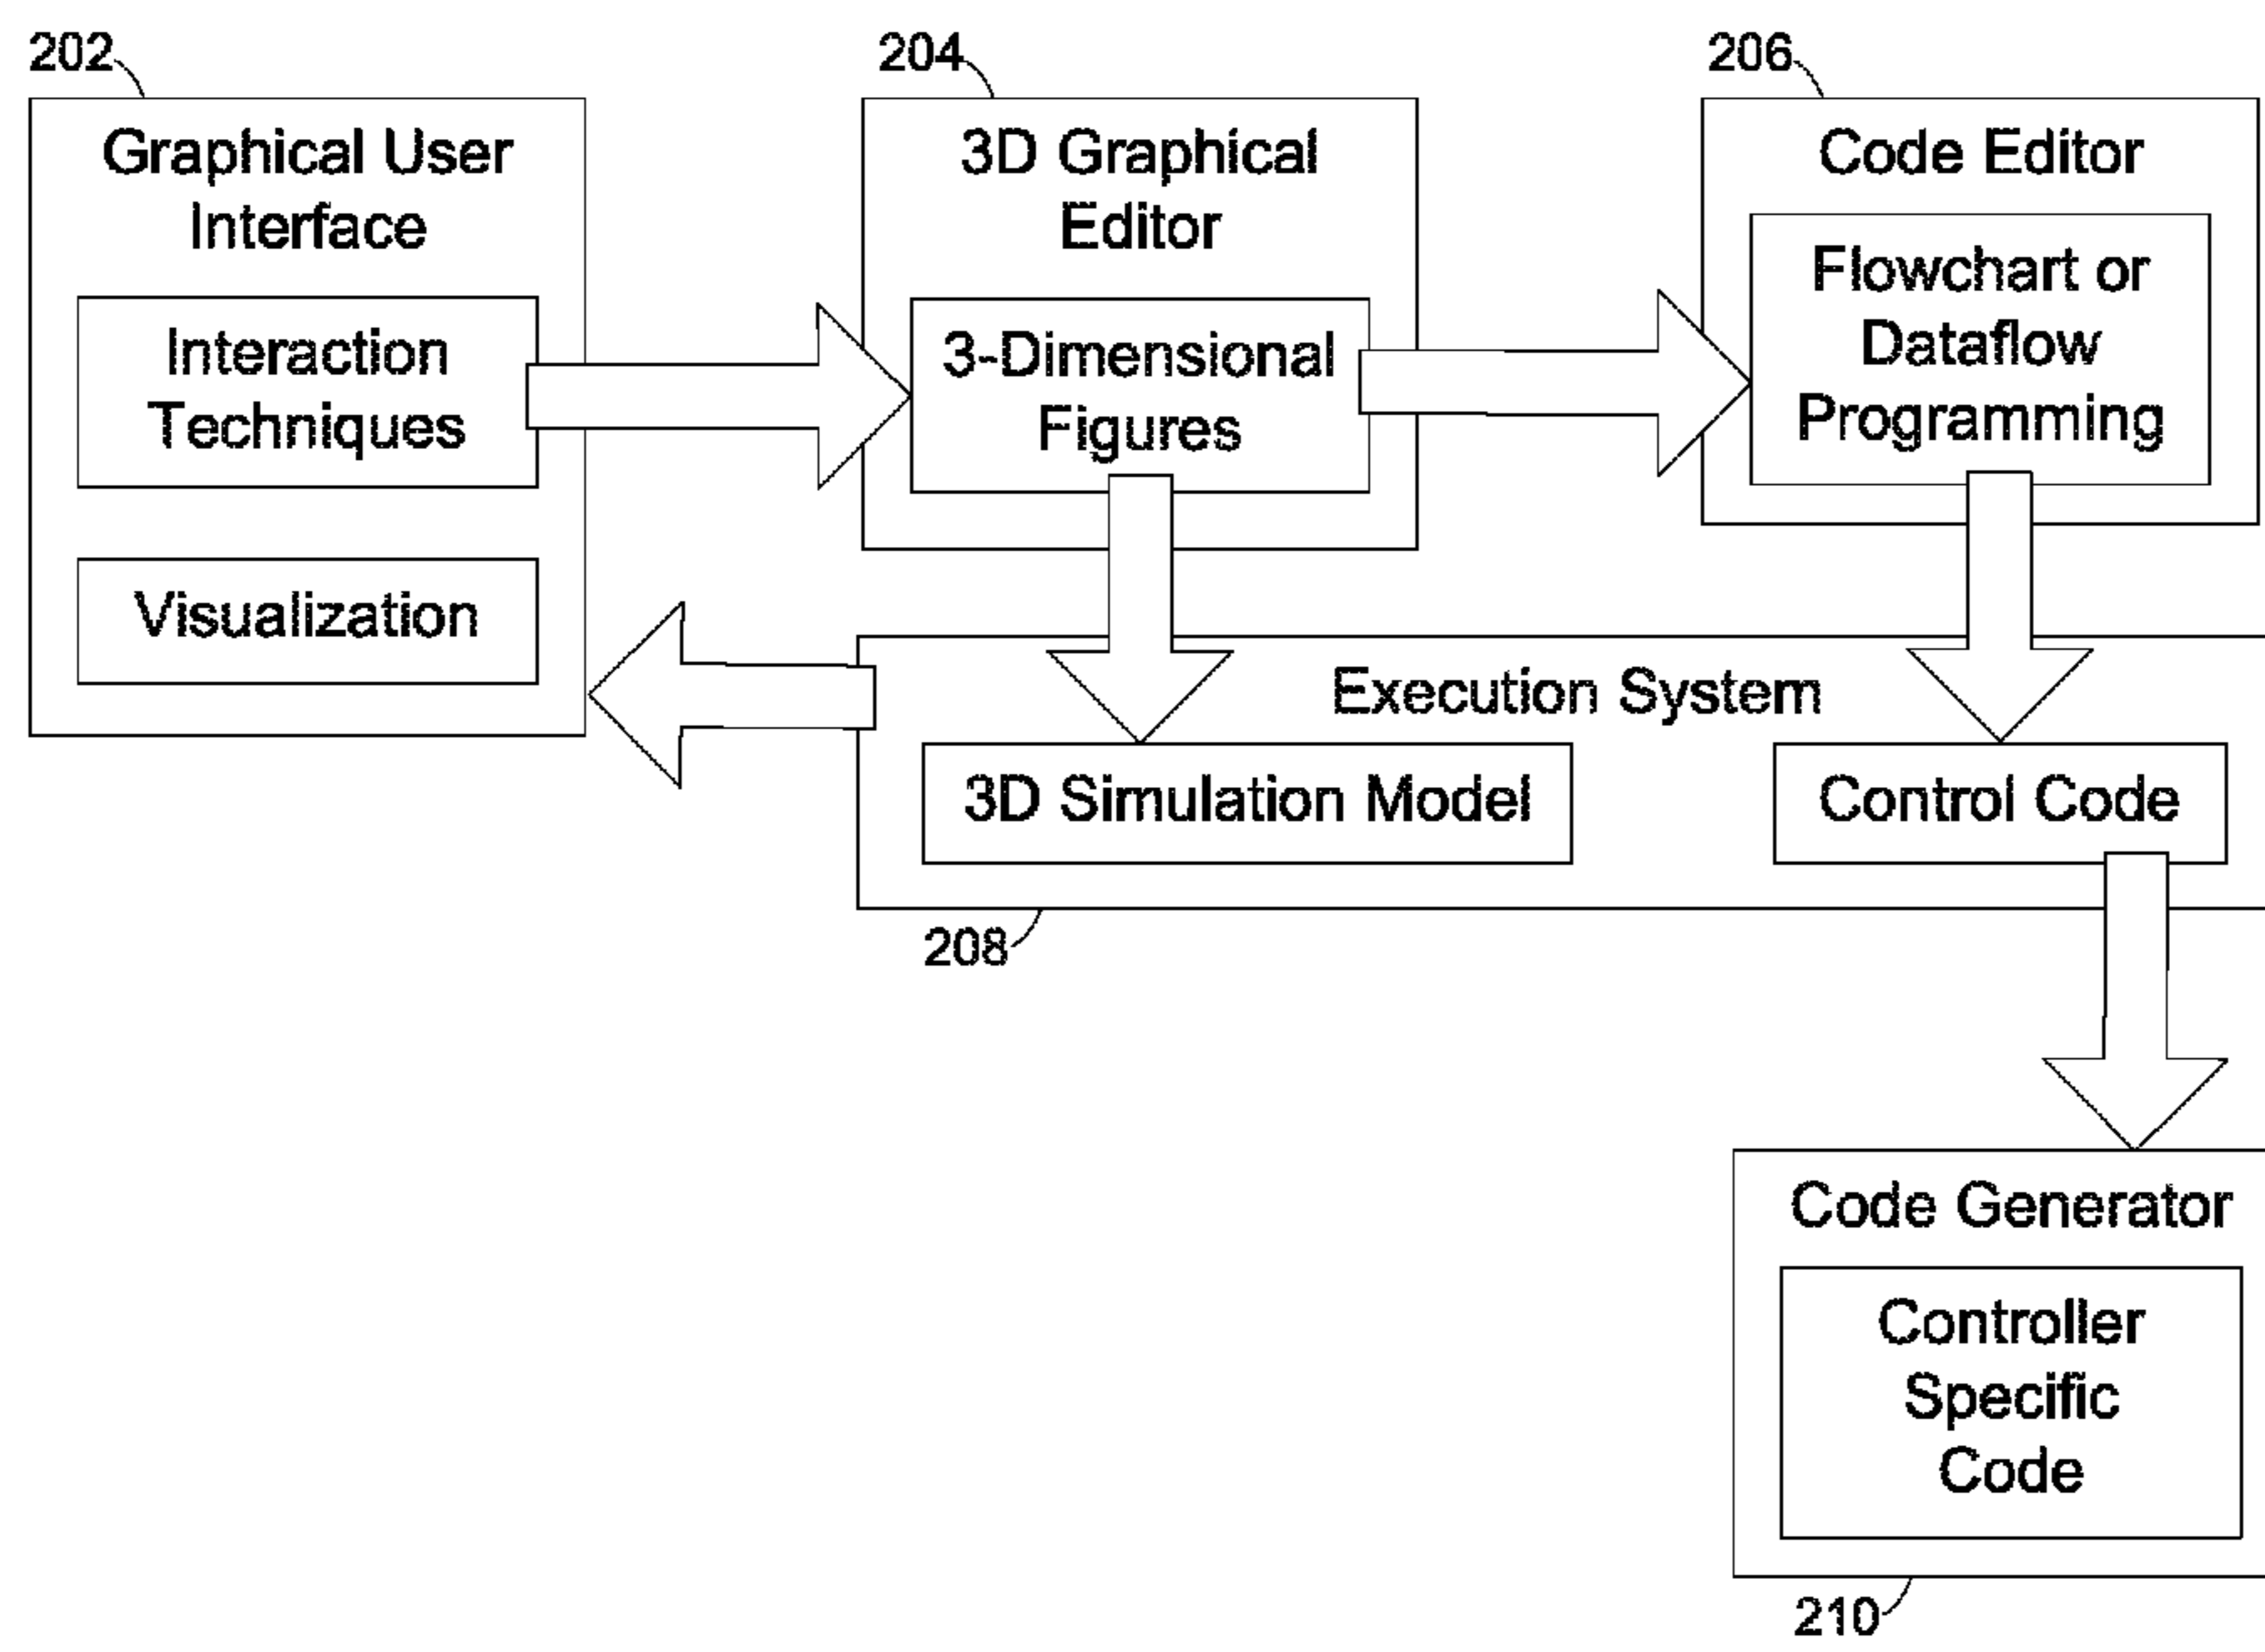 202
Graphical User
Interface
Interaction
Techniques
Visualization
204
3D Graphical
Editor
3-Dimensional
Figures
206
Code Editor
Flowchart or
Dataflow
Programming
Execution System
3D Simulation Model
Control Code
208
Code Generator
Controller
Specific
Code
210